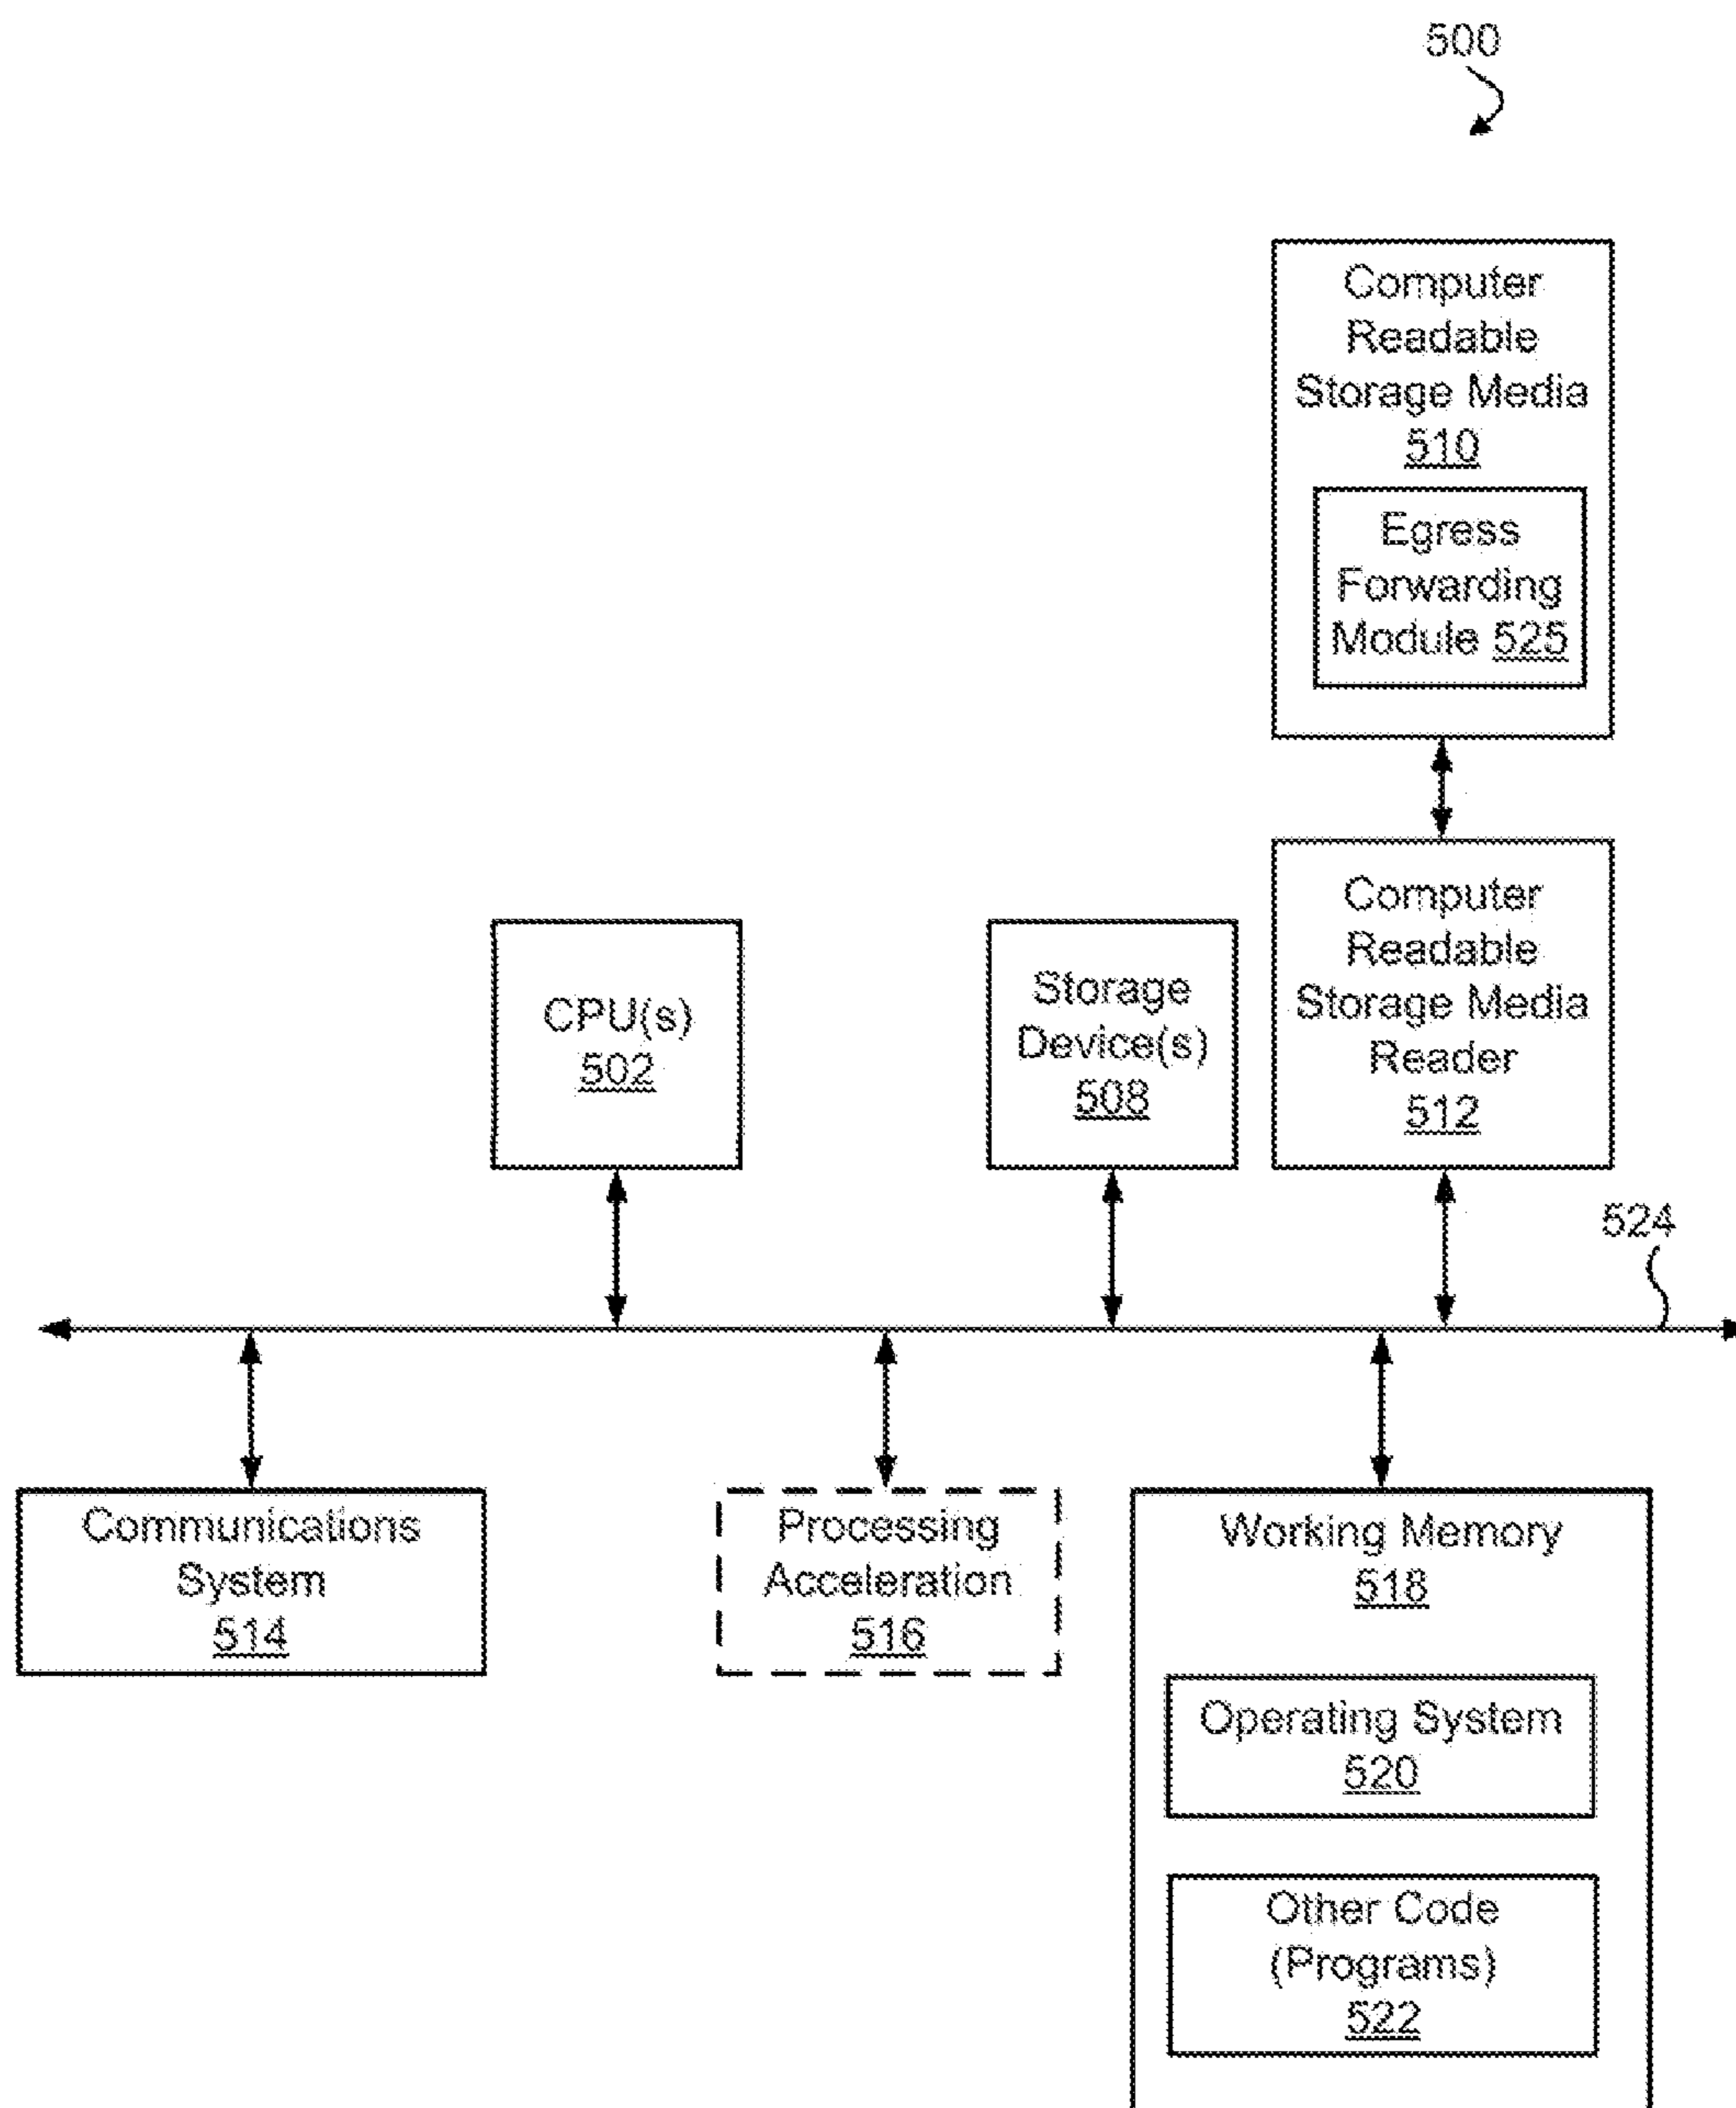 500
Computer
Readable
Storage Media
510
Egress
Forwarding
Module 525
Computer
Readable
Storage Media
Reader
512
CPU(s)
502
Storage
Device(s)
508
524
Communications
System
514
Processing
Acceleration
516
Working Memory
518
Operating System
520
Other Code
(Programs)
522